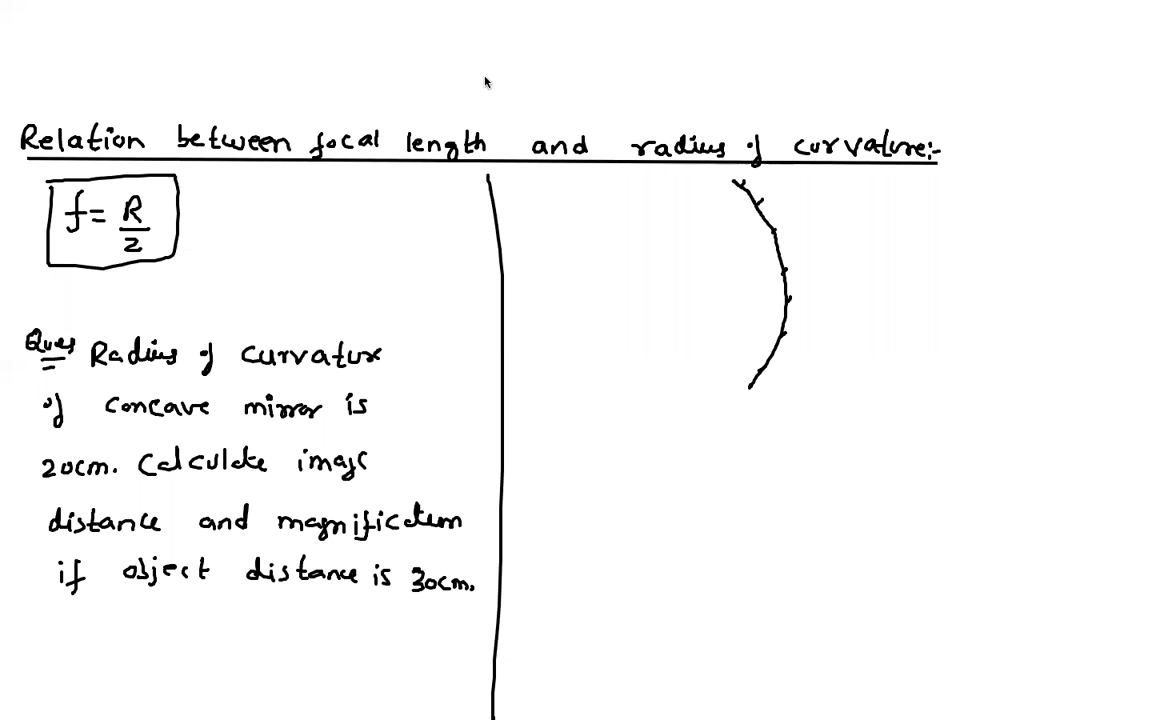 Relation between focal length and radius of curvature:-
f = R/2
Ques Radius of curvature
of concave mirror is
20cm. Calculate image
distance and magnification
if object distance is 30cm.